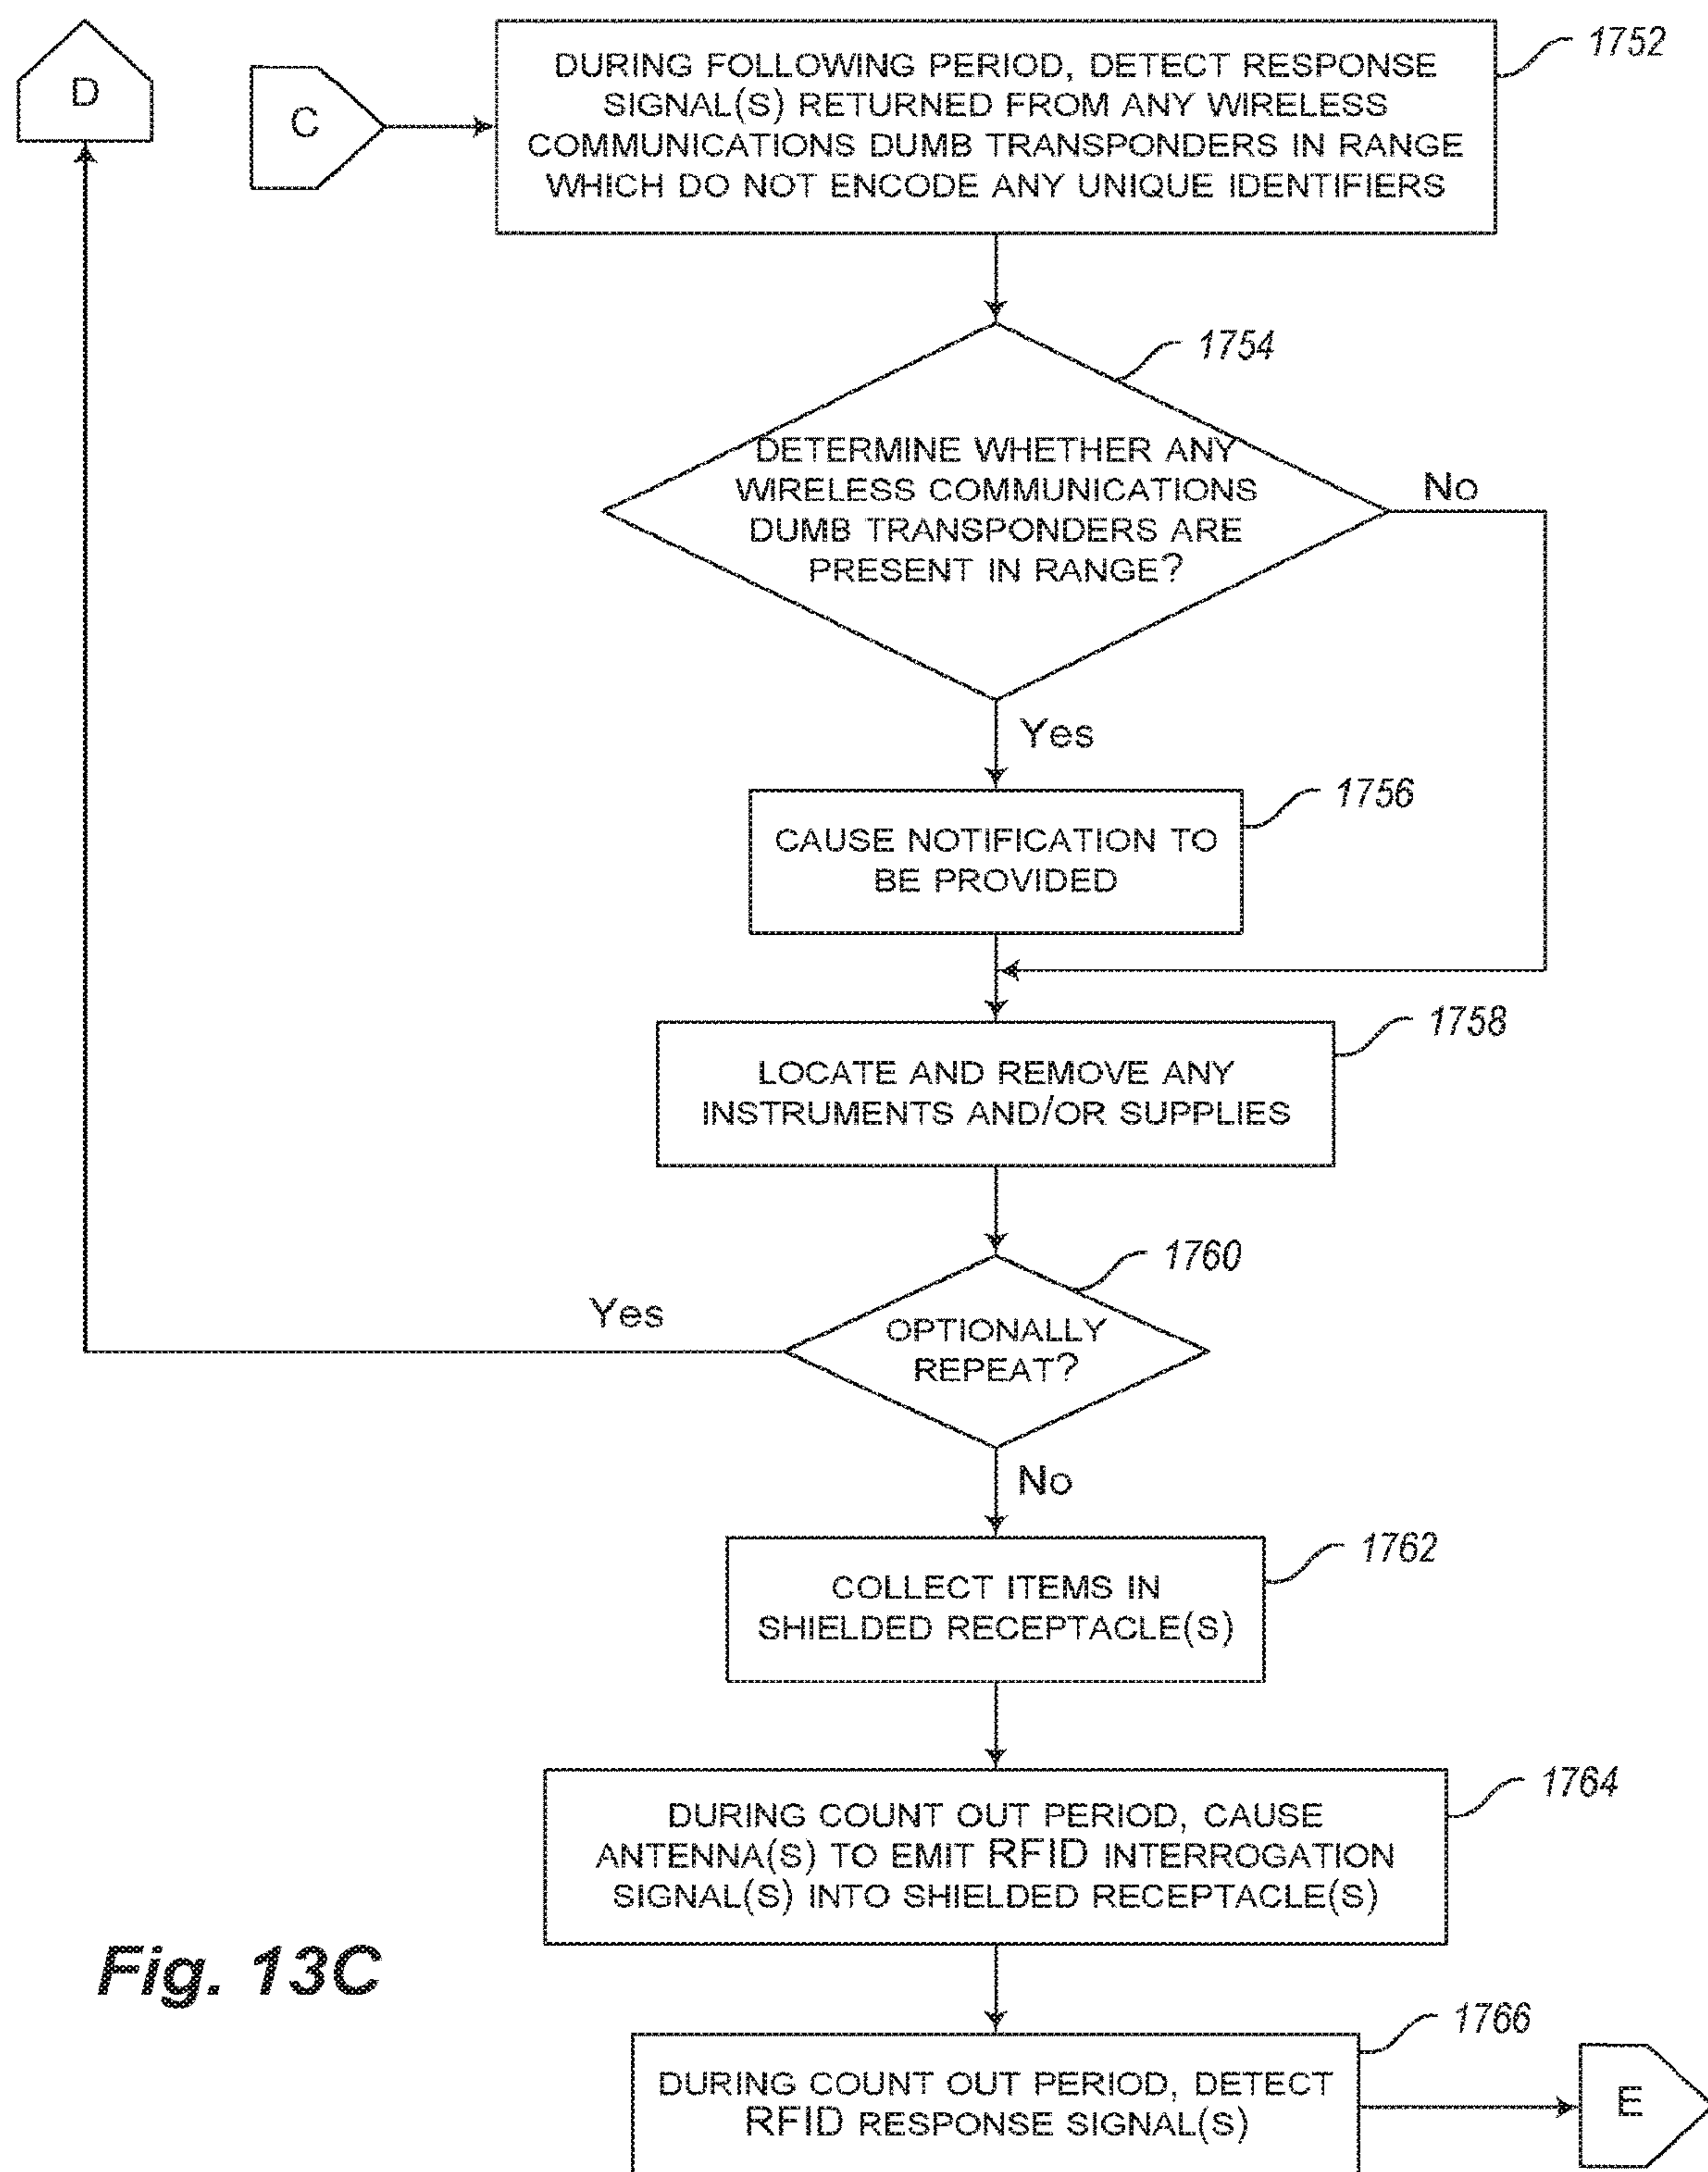 D
C
DURING FOLLOWING PERIOD, DETECT RESPONSE
SIGNAL(S) RETURNED FROM ANY WIRELESS
COMMUNICATIONS DUMB TRANSPONDERS IN RANGE
WHICH DO NOT ENCODE ANY UNIQUE IDENTIFIERS
1752
1754
DETERMINE WHETHER ANY
WIRELESS COMMUNICATIONS
DUMB TRANSPONDERS ARE
PRESENT IN RANGE?
No
Yes
1756
CAUSE NOTIFICATION TO
BE PROVIDED
1758
LOCATE AND REMOVE ANY
INSTRUMENTS AND/OR SUPPLIES
1760
Yes
OPTIONALLY
REPEAT?
No
1762
COLLECT ITEMS IN
SHIELDED RECEPTACLE(S)
1764
DURING COUNT OUT PERIOD, CAUSE
ANTENNA(S) TO EMIT RFID INTERROGATION
SIGNAL(S) INTO SHIELDED RECEPTACLE(S)
Fig. 13C
1766
DURING COUNT OUT PERIOD, DETECT
RFID RESPONSE SIGNAL(S)
E